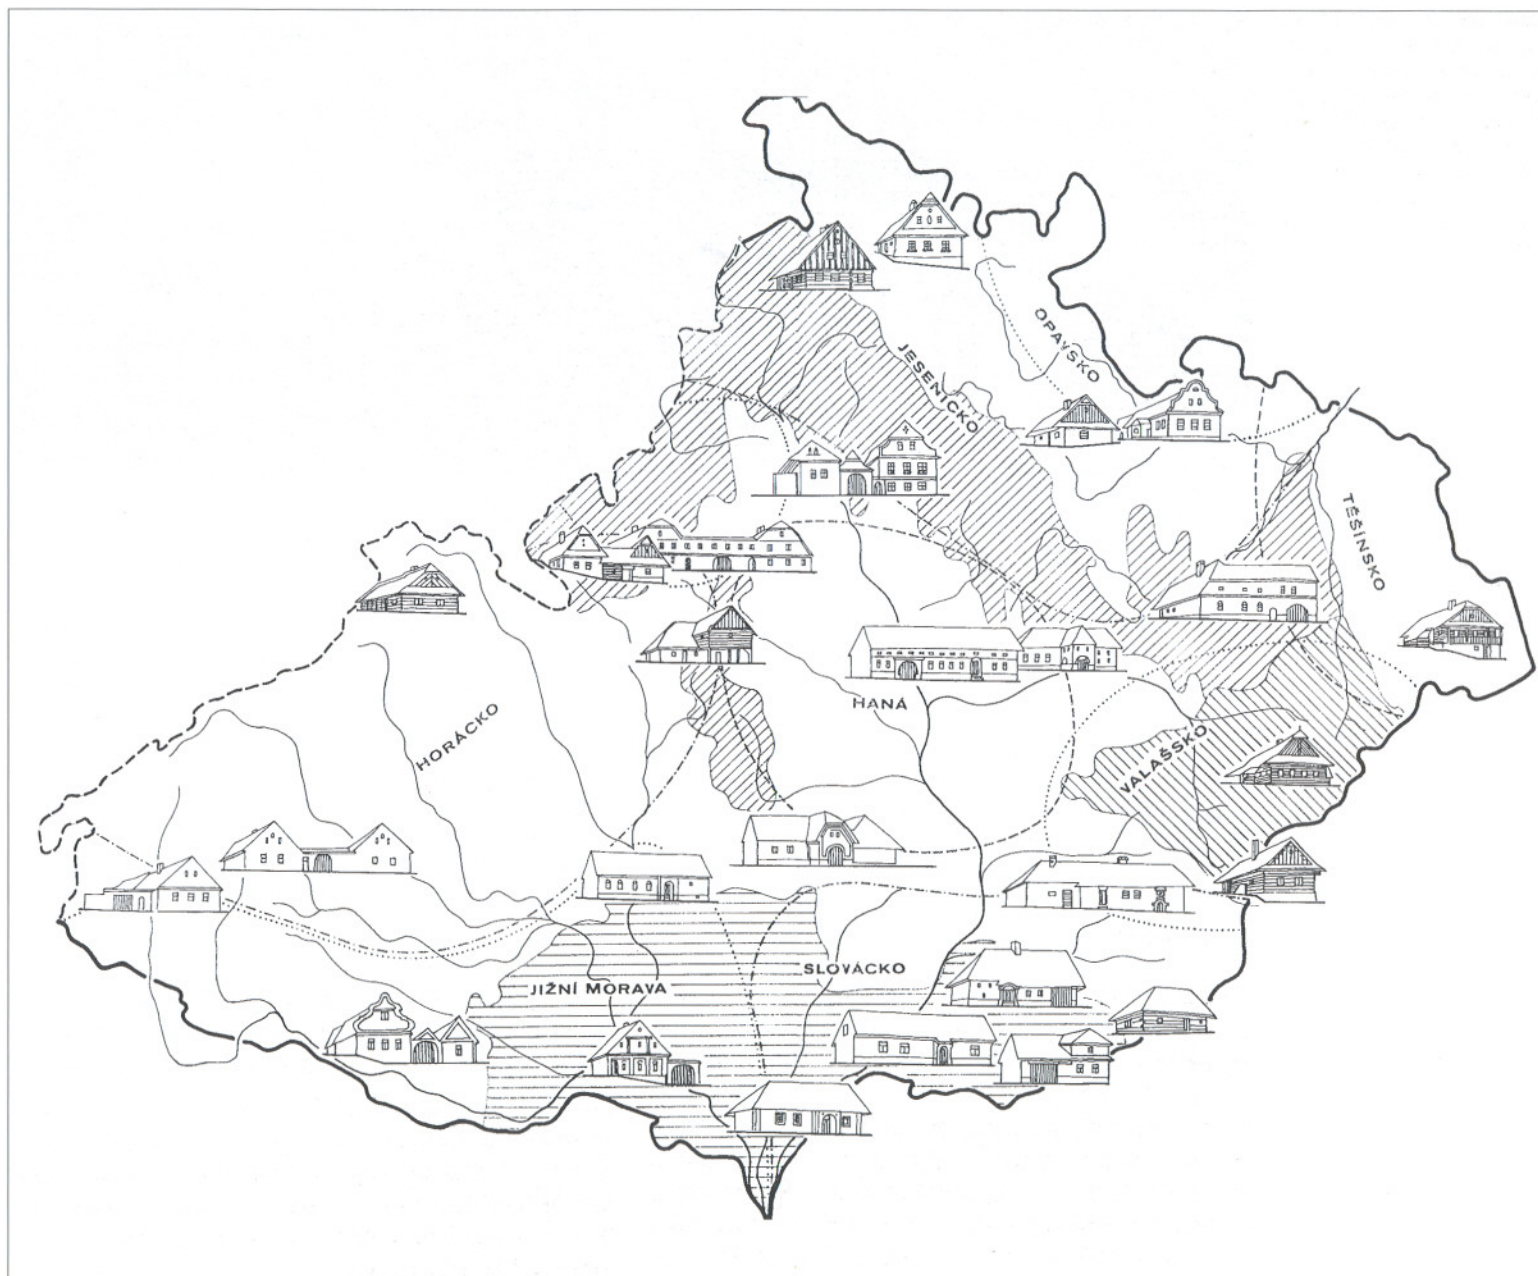 OPAVSKO
JESENICKO
TĚŠÍNSKO
HANÁ
HORÁCKO
VALAŠSKO
SLOVÁCKO
JIŽNÍ MORAVA